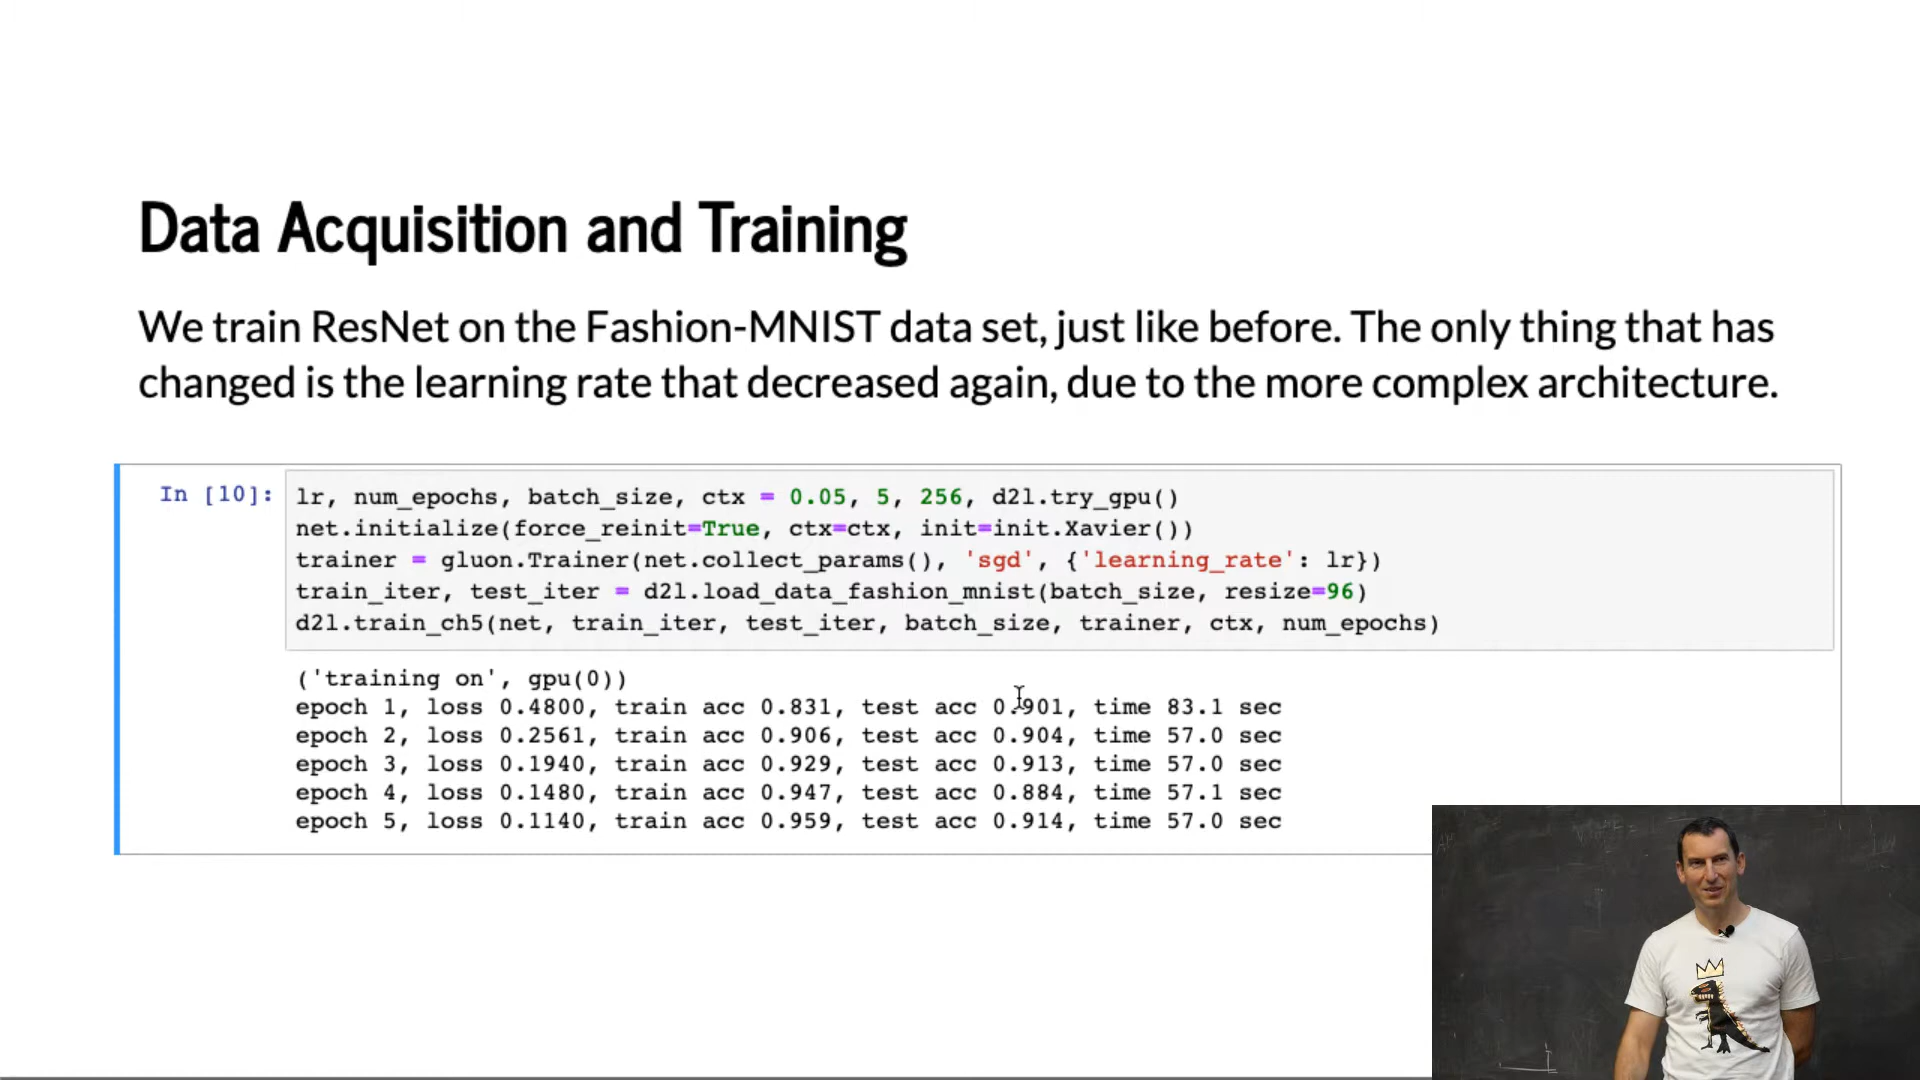 Data Acquisition and Training
We train ResNet on the Fashion-MNIST data set, just like before. The only thing that has
changed is the learning rate that decreased again, due to the more complex architecture.
In [10]:
lr, num_epochs, batch_size, ctx = 0.05, 5, 256, d2l.try_gpu()
net.initialize(force_reinit=True, ctx=ctx, init=init.Xavier())
trainer = gluon.Trainer(net.collect_params(), 'sgd', {'learning_rate': lr})
train_iter, test_iter = d2l.load_data_fashion_mnist(batch_size, resize=96)
d2l.train_ch5(net, train_iter, test_iter, batch_size, trainer, ctx, num_epochs)
('training on', gpu(0))
epoch 1, loss 0.4800, train acc 0.831, test acc 0.901, time 83.1 sec
epoch 2, loss 0.2561, train acc 0.906, test acc 0.904, time 57.0 sec
epoch 3, loss 0.1940, train acc 0.929, test acc 0.913, time 57.0 sec
epoch 4, loss 0.1480, train acc 0.947, test acc 0.884, time 57.1 sec
epoch 5, loss 0.1140, train acc 0.959, test acc 0.914, time 57.0 sec